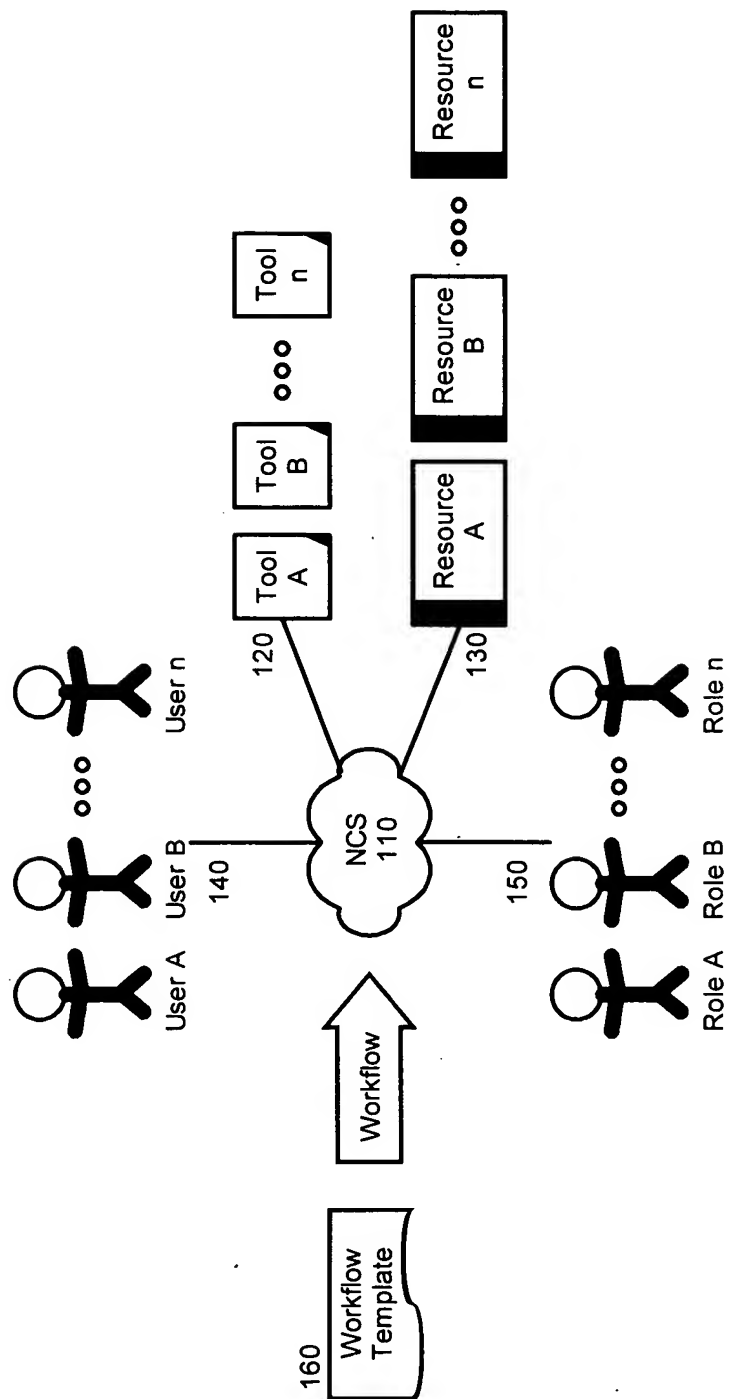 User A
User B
User n
140
Tool
A
Tool
B
Tool
n
120
160
Workflow
Template
Workflow
NCS
110
130
Resource
A
Resource
B
Resource
n
150
Role A
Role B
Role n